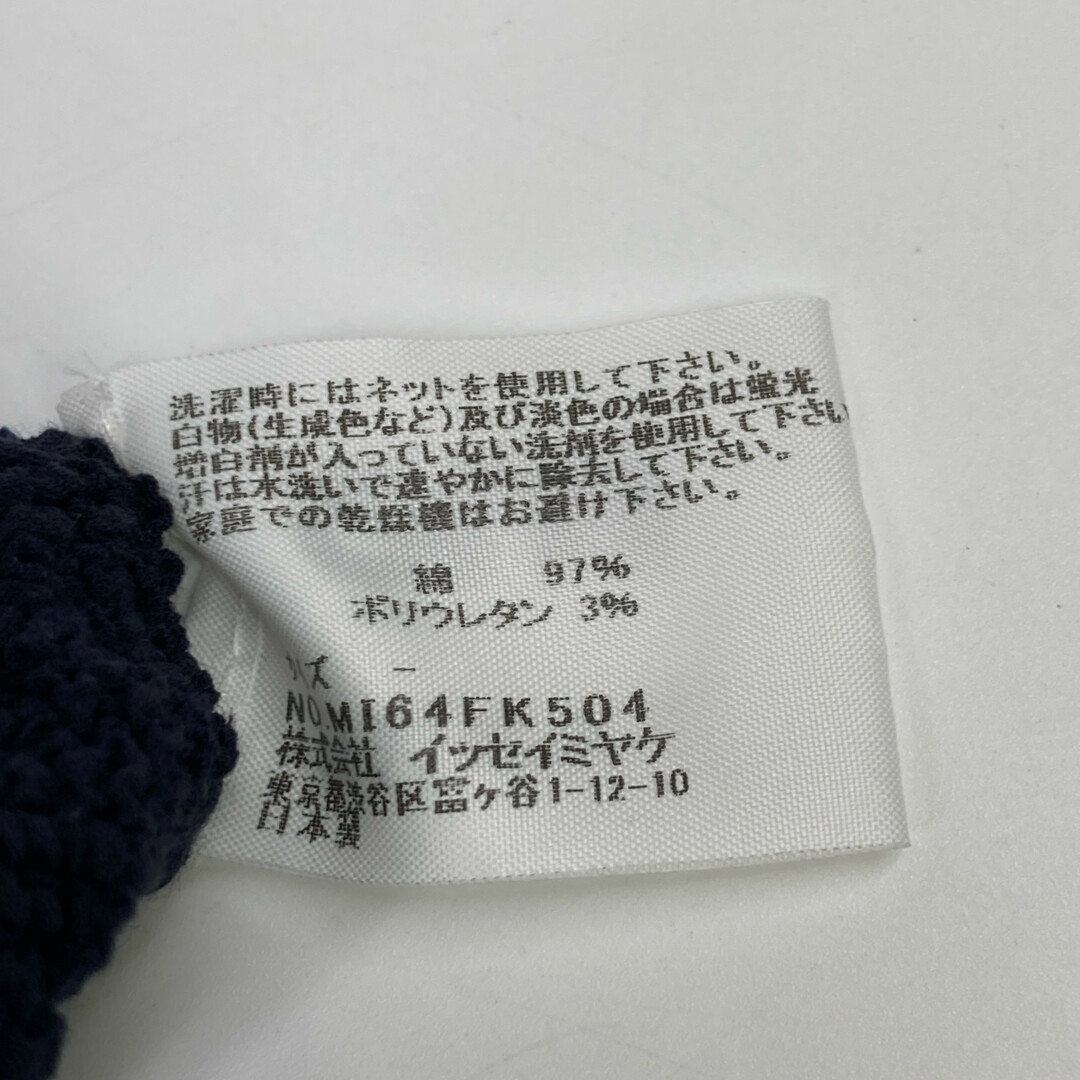 洗濯時にはネットを使用して下さい。
白物(生成色など)及び淡色の場合は蛍光
増白剤が入っていない洗剤を使用して下さい
汗は水洗いで速やかに除去して下さい。
家庭での乾燥機はお避け下さい。
綿 97%
ポリウレタン 3%
サイズ -
NO.MI64FK504
株式会社 イッセイミヤケ
東京都渋谷区富ヶ谷1-12-10
日本製